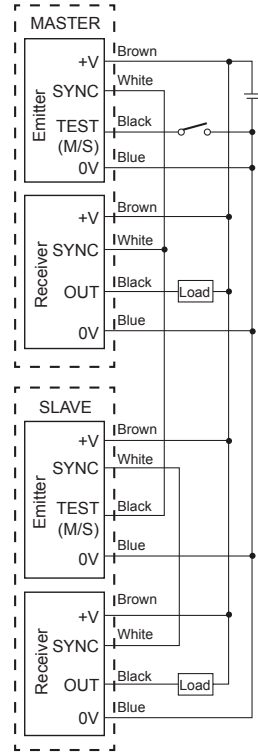 MASTER
Emitter
+V Brown
SYNC White
TEST Black
(M/S)
0V Blue
Receiver
+V Brown
SYNC White
OUT Black Load
0V Blue
SLAVE
Emitter
+V Brown
SYNC White
TEST Black
(M/S)
0V Blue
Receiver
+V Brown
SYNC White
OUT Black Load
0V Blue